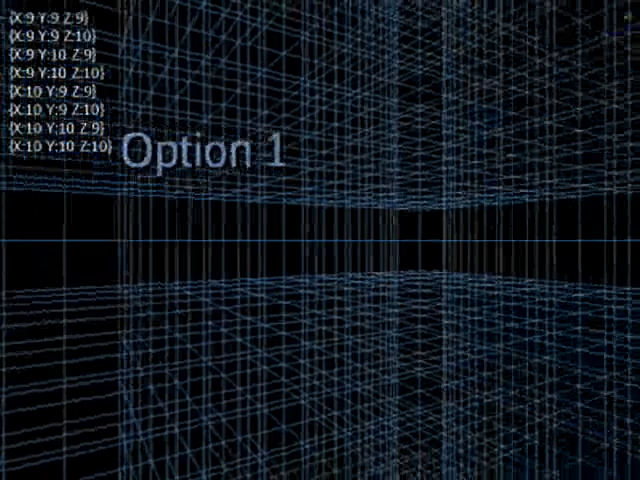 {X:9 Y:9 Z:9}
{X:9 Y:9 Z:10}
{X:9 Y:10 Z:9}
{X:9 Y:10 Z:10}
{X:10 Y:9 Z:9}
{X:10 Y:9 Z:10}
{X:10 Y:10 Z:9}
{X:10 Y:10 Z:10}
Option 1